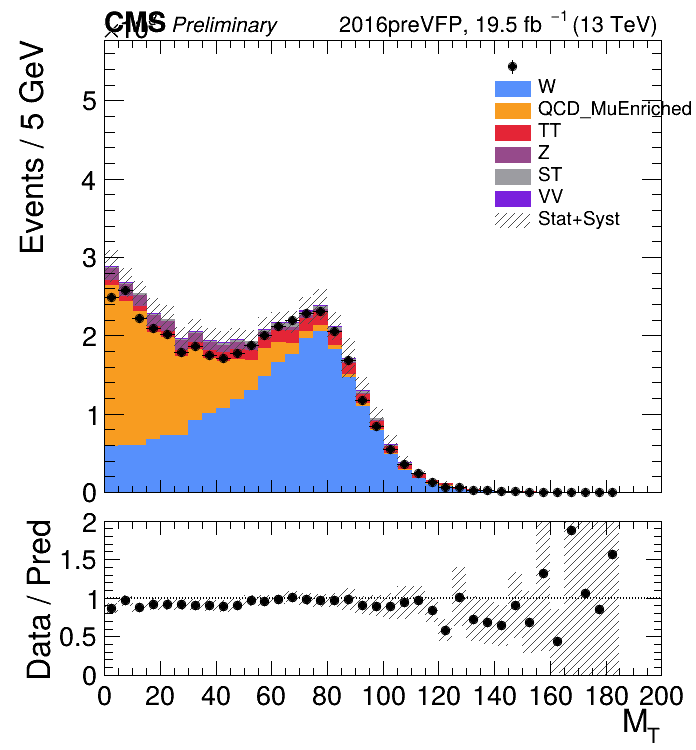 CMS Preliminary 2016preVFP, 19.5 fb⁻¹ (13 TeV)
Events / 5 GeV
5
4
3
2
1
0
W
QCD_MuEnriched
TT
Z
ST
VV
Stat+Syst
Data / Pred
2
1.5
1
0.5
0
0 20 40 60 80 100 120 140 160 180 200
M_T